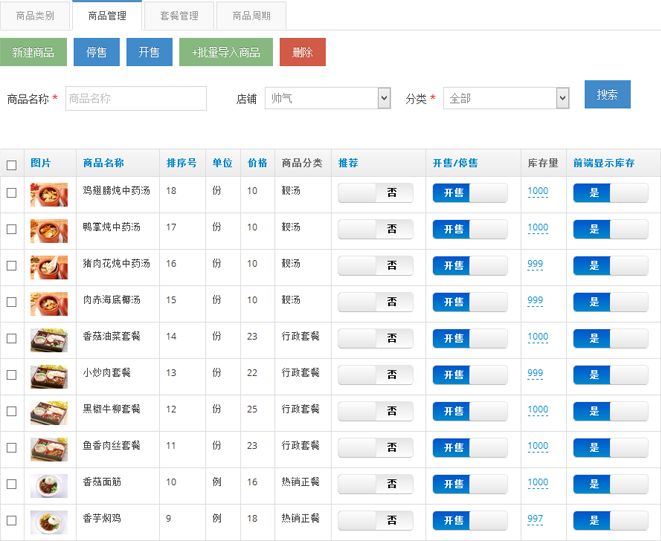 商品类别 商品管理 套餐管理 商品周期
新建商品 停售 开售 +批量导入商品 删除
商品名称 * 商品名称 店铺 帅气 分类 * 全部 搜索
图片 商品名称 排序号 单位 价格 商品分类 推荐 开售/停售 库存量 前端显示库存
鸡翅膀炖中药汤 18 份 10 靓汤 否 开售 1000 是
鸭掌炖中药汤 17 份 10 靓汤 否 开售 1000 是
猪肉花炖中药汤 16 份 10 靓汤 否 开售 999 是
肉赤海底椰汤 15 份 10 靓汤 否 开售 999 是
香菇油菜套餐 14 份 23 行政套餐 否 开售 1000 是
小炒肉套餐 13 份 22 行政套餐 否 开售 999 是
黑椒牛柳套餐 12 份 25 行政套餐 否 开售 1000 是
鱼香肉丝套餐 11 份 23 行政套餐 否 开售 1000 是
香菇面筋 10 例 16 热销正餐 否 开售 1000 是
香芋焖鸡 9 例 18 热销正餐 否 开售 997 是